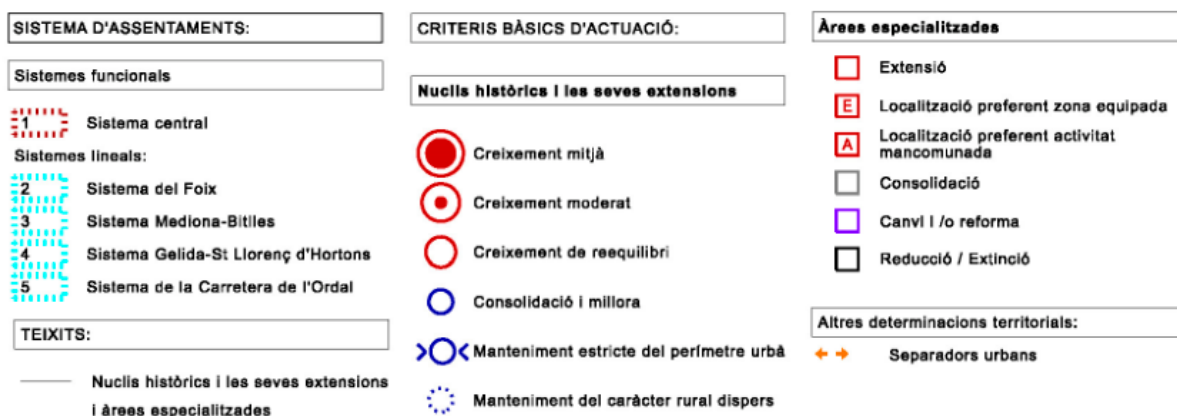 SISTEMA D'ASSENTAMENTS:
Sistemes funcionals
1 Sistema central
Sistemes lineals:
2 Sistema del Foix
3 Sistema Mediona-Bitlles
4 Sistema Gelida-St Llorenç d'Hortons
5 Sistema de la Carretera de l'Ordal
TEIXITS:
Nuclis històrics i les seves extensions
i àrees especialitzades
CRITERIS BÀSICS D'ACTUACIÓ:
Nuclis històrics i les seves extensions
Creixement mitjà
Creixement moderat
Creixement de reequilibri
Consolidació i millora
Manteniment estricte del perímetre urbà
Manteniment del caràcter rural dispers
Àrees especialitzades
Extensió
E Localització preferent zona equipada
A Localització preferent activitat
mancomunada
Consolidació
Canvi i /o reforma
Reducció / Extinció
Altres determinacions territorials:
Separadors urbans